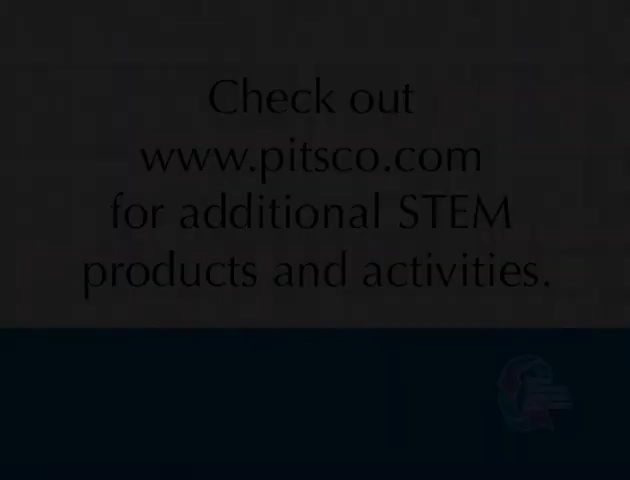 Check out
www.pitsco.com
for additional STEM
products and activities.